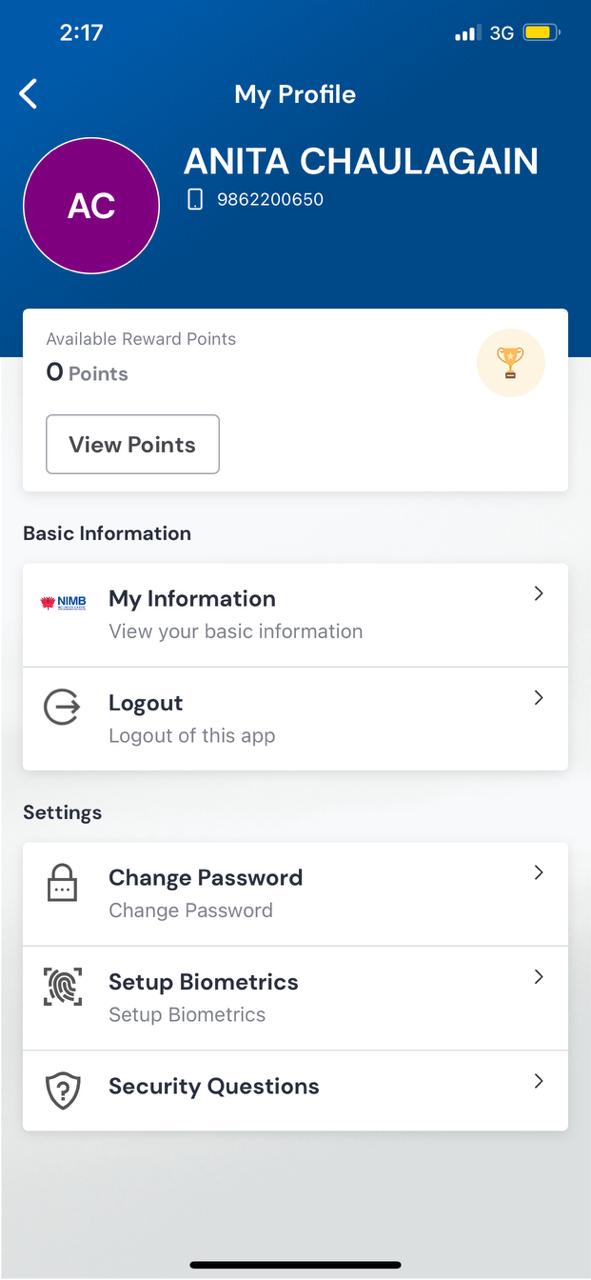 2:17
3G
My Profile
AC
ANITA CHAULAGAIN
9862200650
Available Reward Points
0 Points
View Points
Basic Information
NIMB
My Information
View your basic information
Logout
Logout of this app
Settings
Change Password
Change Password
Setup Biometrics
Setup Biometrics
Security Questions